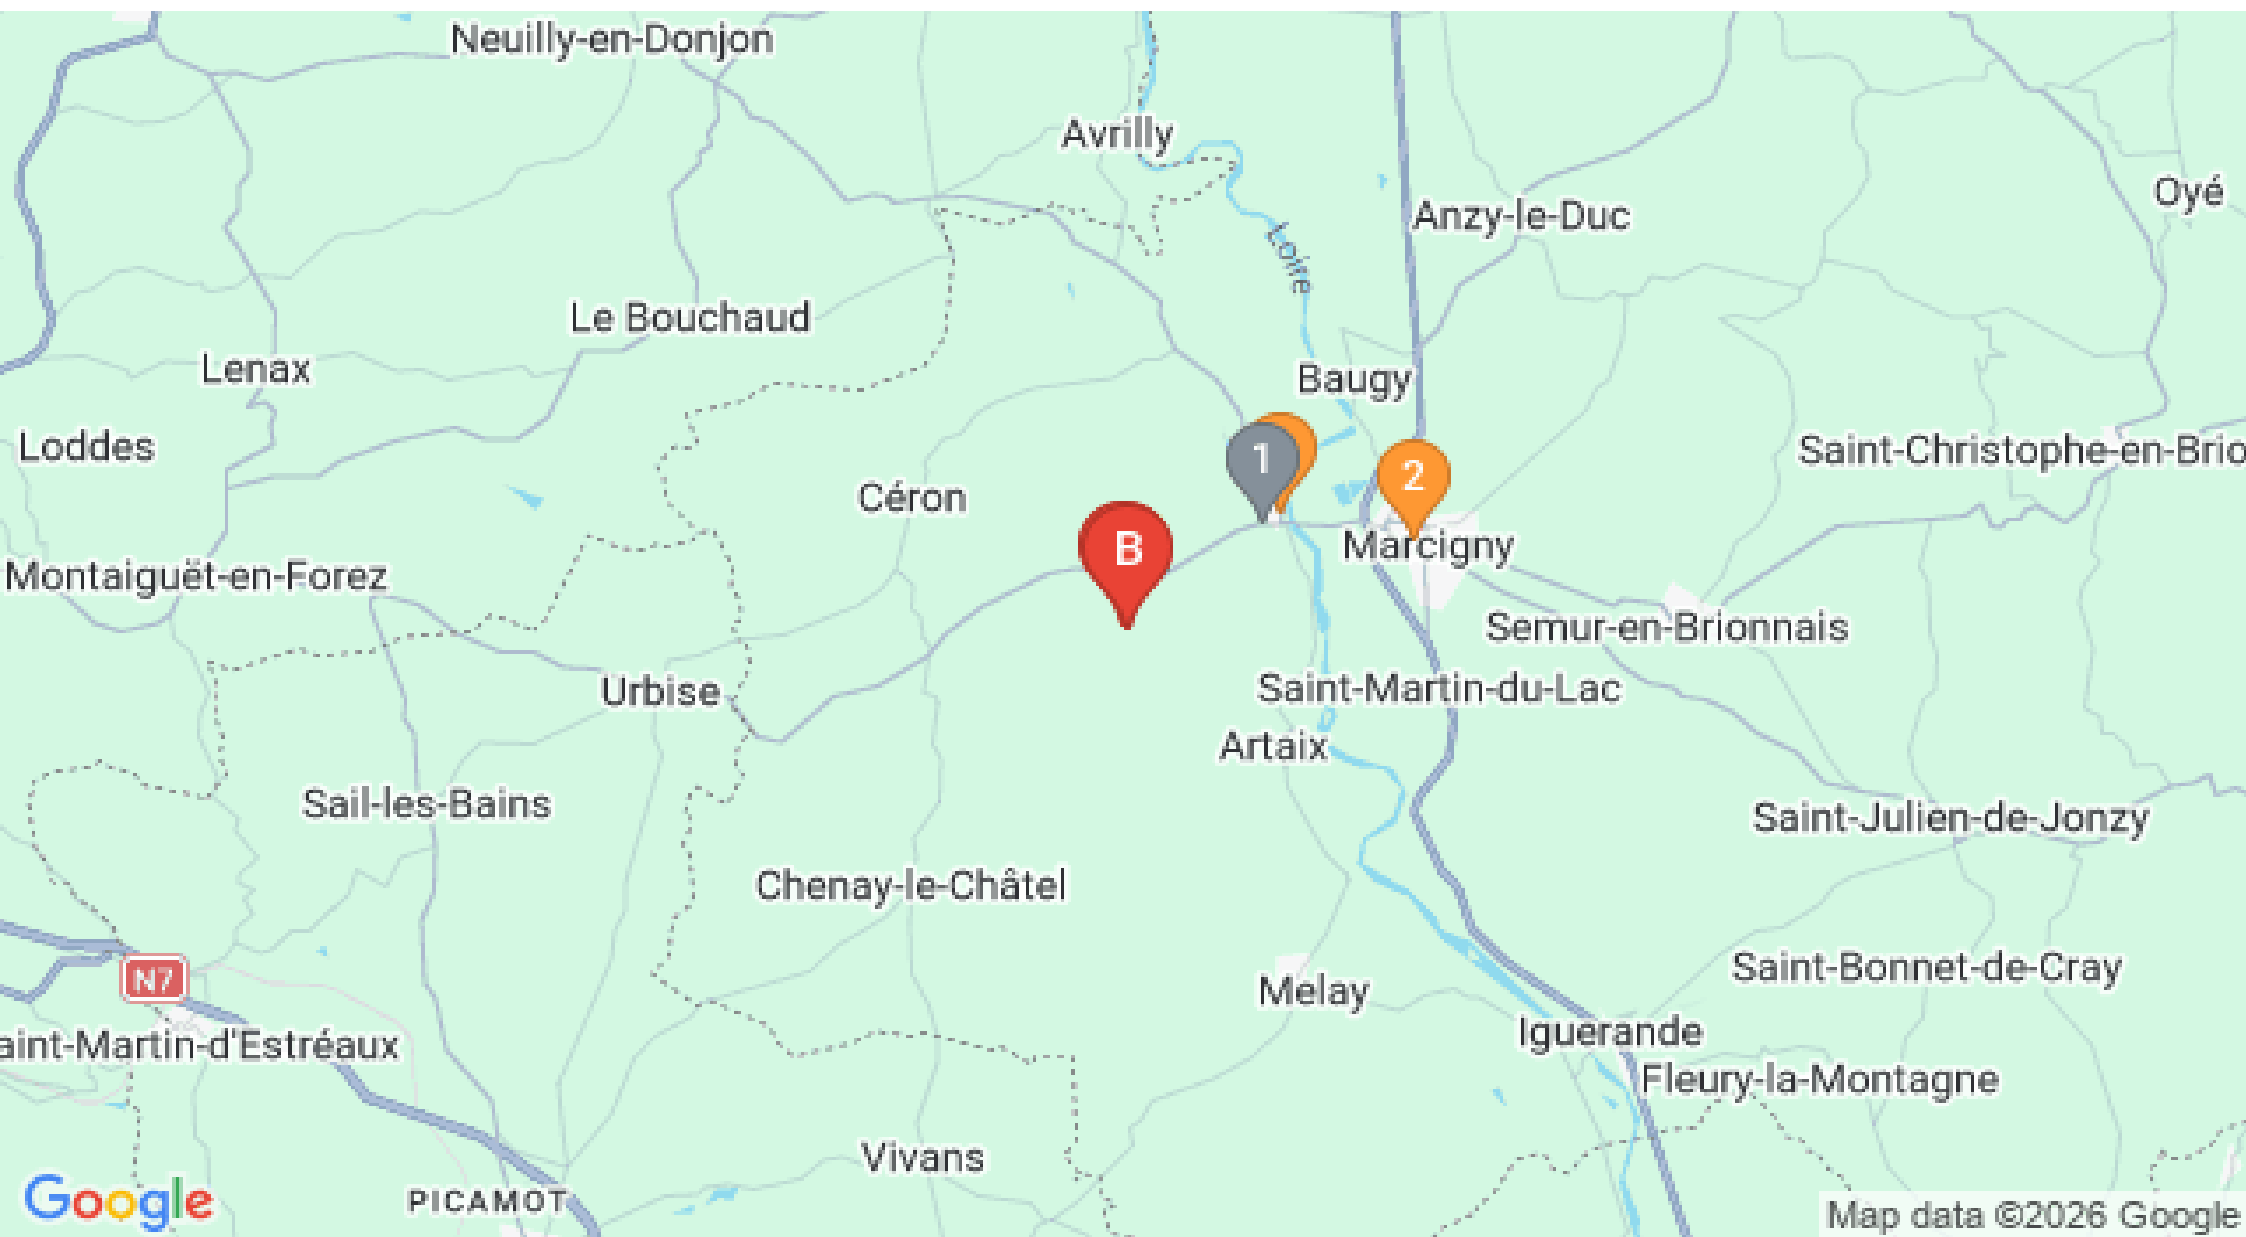 Neuilly-en-Donjon
Avrilly
Oyé
Anzy-le-Duc
Loire
Le Bouchaud
Lenax
Baugy
Loddes
Saint-Christophe-en-Brio
1
2
Céron
B
Marcigny
Montaiguët-en-Forez
Semur-en-Brionnais
Urbise
Saint-Martin-du-Lac
Artaix
Sail-les-Bains
Saint-Julien-de-Jonzy
Chenay-le-Châtel
N7
Saint-Bonnet-de-Cray
Melay
Iguerande
aint-Martin-d'Estréaux
Fleury-la-Montagne
Vivans
Google
PICAMOT
Map data ©2026 Google